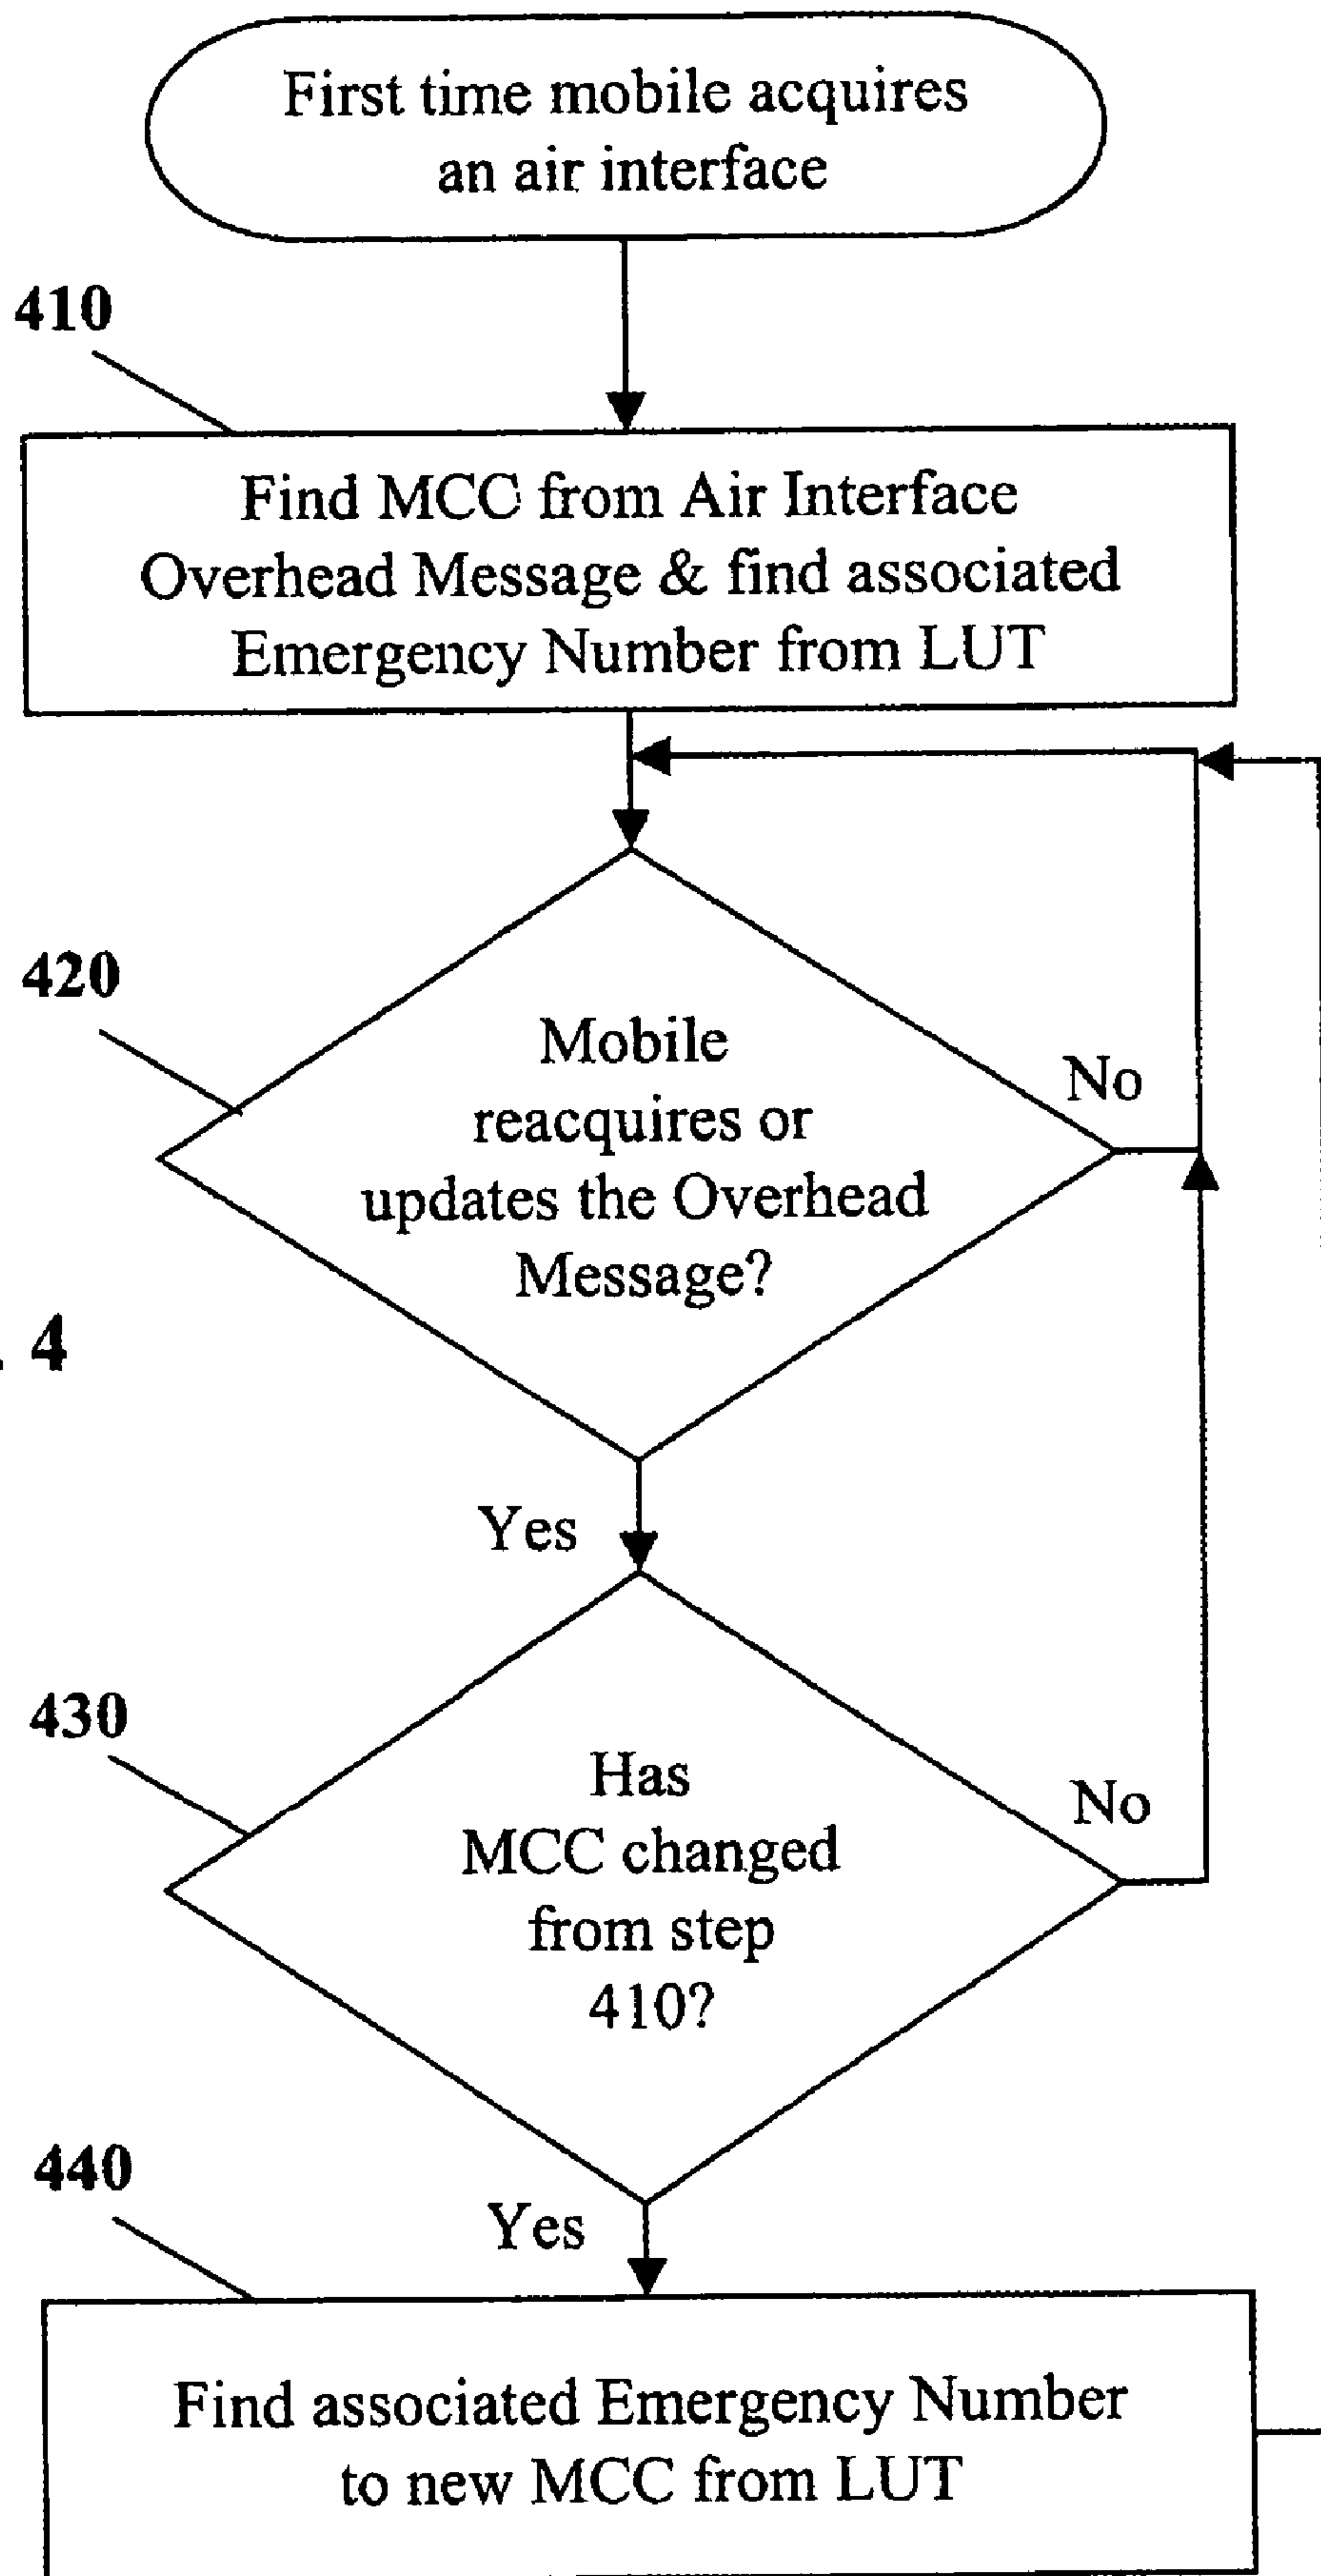 First time mobile acquires
an air interface
410
Find MCC from Air Interface
Overhead Message & find associated
Emergency Number from LUT
420
Mobile
reacquires or
updates the Overhead
Message?
No
4
Yes
430
Has
MCC changed
from step
410?
No
440
Yes
Find associated Emergency Number
to new MCC from LUT